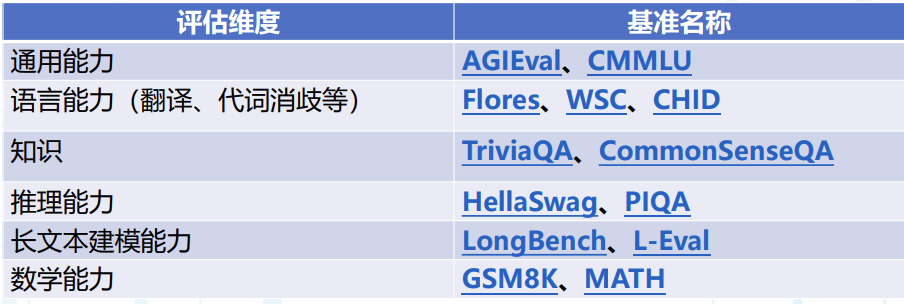 评估维度 基准名称
通用能力 AGIEval、CMMLU
语言能力（翻译、代词消歧等） Flores、WSC、CHID
知识 TriviaQA、CommonSenseQA
推理能力 HellaSwag、PIQA
长文本建模能力 LongBench、L-Eval
数学能力 GSM8K、MATH